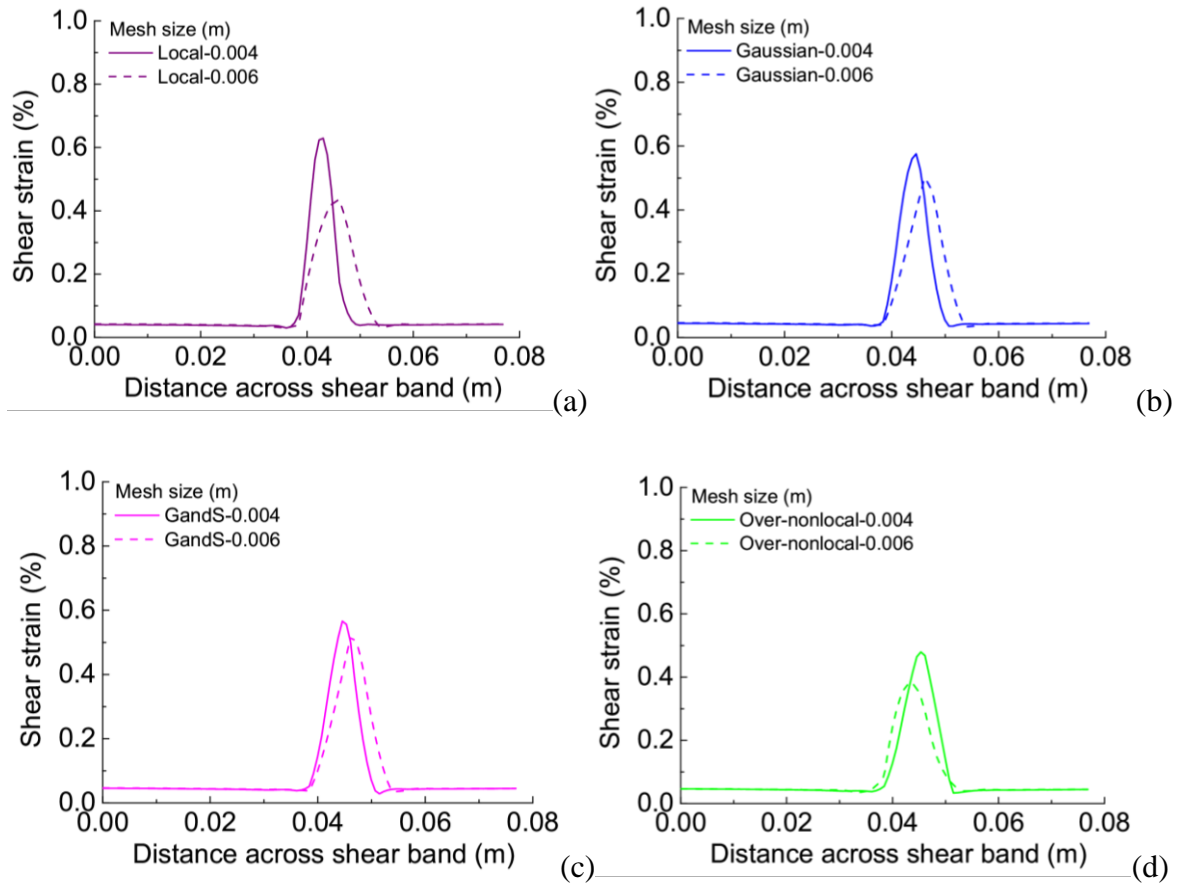 Mesh size (m)
Local-0.004
Local-0.006
Shear strain (%)
1.0
0.8
0.6
0.4
0.2
0.0
0.00 0.02 0.04 0.06 0.08
Distance across shear band (m)
(a)
Mesh size (m)
Gaussian-0.004
Gaussian-0.006
Shear strain (%)
1.0
0.8
0.6
0.4
0.2
0.0
0.00 0.02 0.04 0.06 0.08
Distance across shear band (m)
(b)
Mesh size (m)
GandS-0.004
GandS-0.006
Shear strain (%)
1.0
0.8
0.6
0.4
0.2
0.0
0.00 0.02 0.04 0.06 0.08
Distance across shear band (m)
(c)
Mesh size (m)
Over-nonlocal-0.004
Over-nonlocal-0.006
Shear strain (%)
1.0
0.8
0.6
0.4
0.2
0.0
0.00 0.02 0.04 0.06 0.08
Distance across shear band (m)
(d)